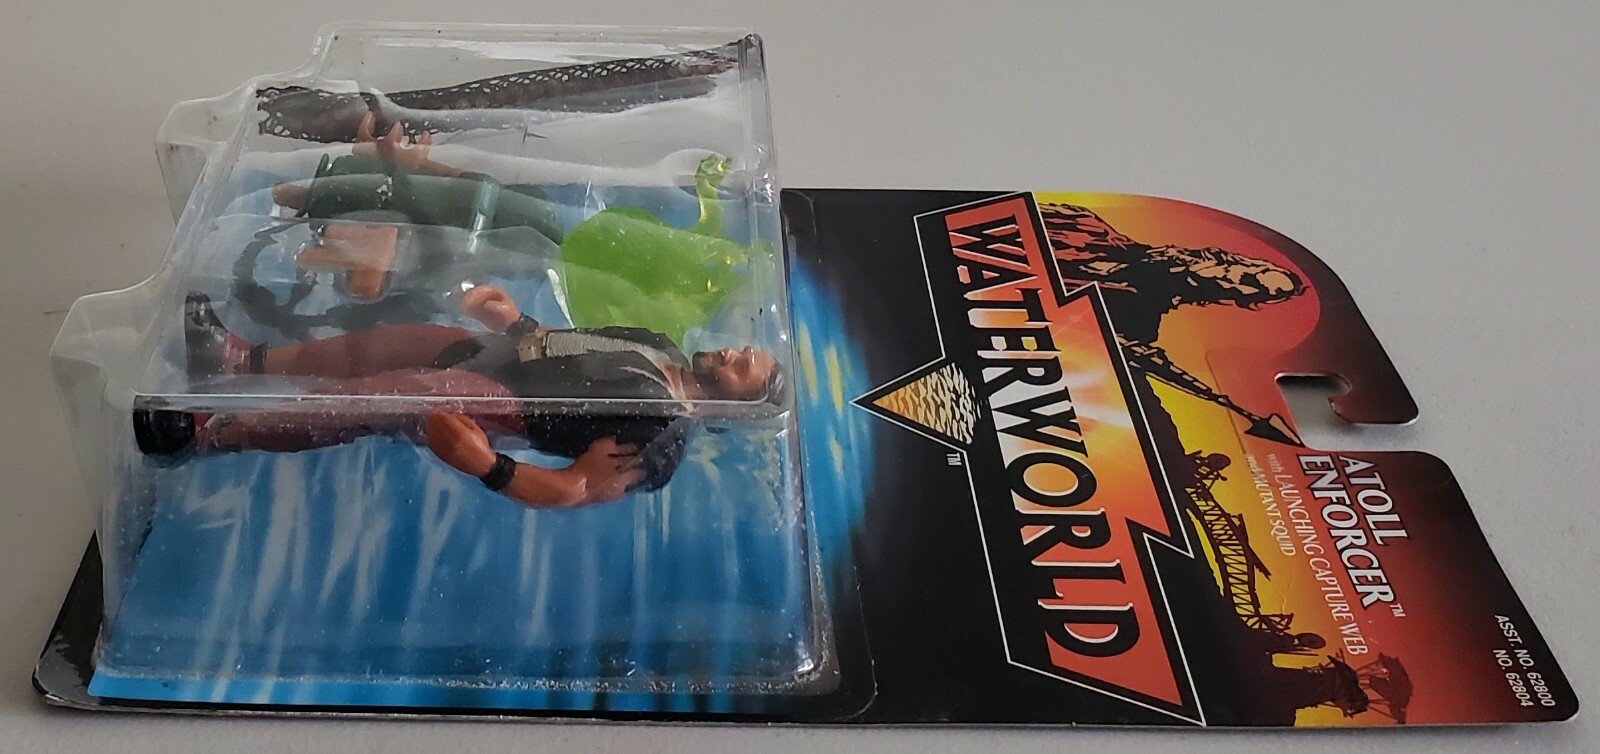 WATERWORLD
TM
ATOLL
ENFORCER™
with LAUNCHING CAPTURE WEB
and MUTANT SQUID
ASST. NO. 62800
NO. 62804